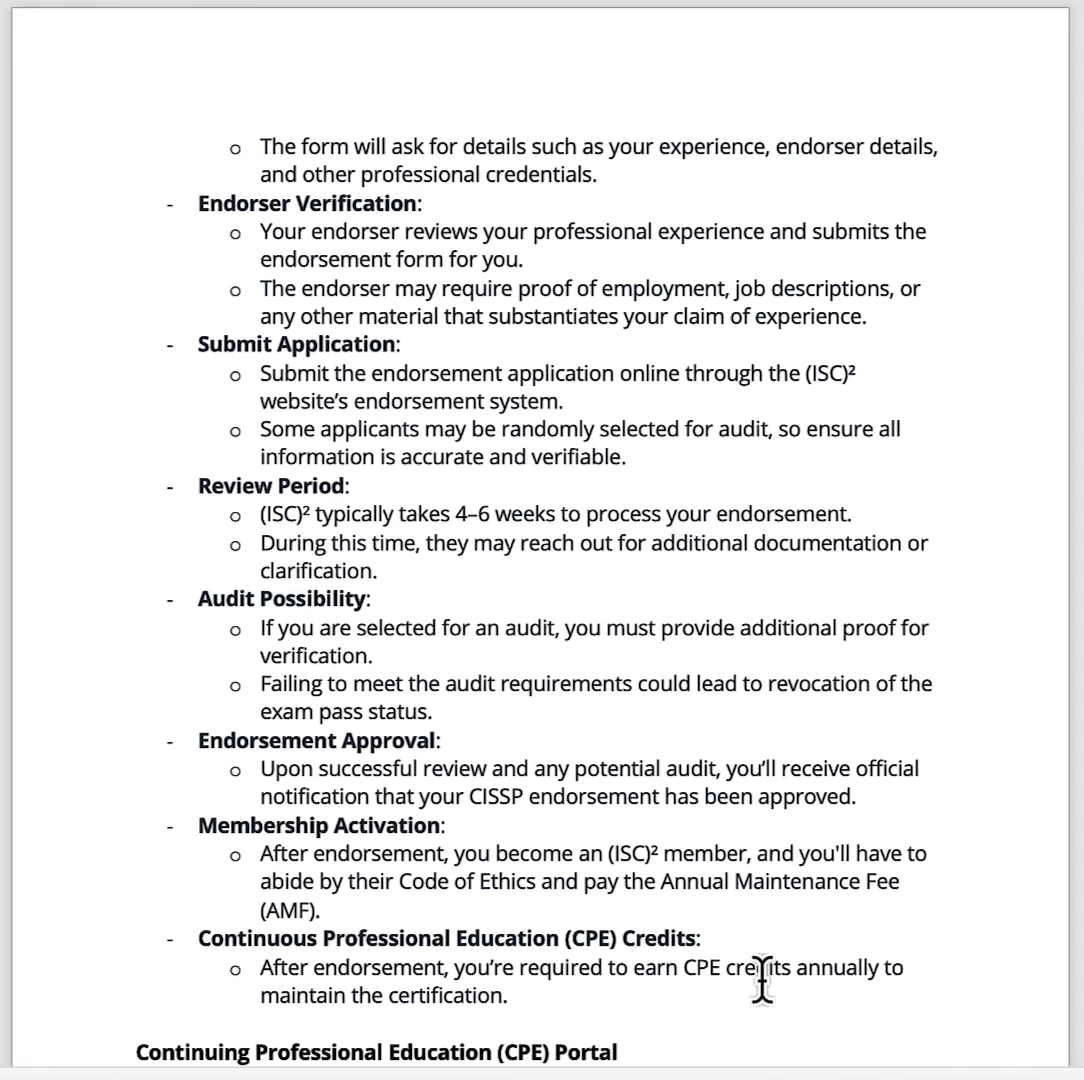 o The form will ask for details such as your experience, endorser details,
and other professional credentials.
- Endorser Verification:
o Your endorser reviews your professional experience and submits the
endorsement form for you.
o The endorser may require proof of employment, job descriptions, or
any other material that substantiates your claim of experience.
- Submit Application:
o Submit the endorsement application online through the (ISC)²
website’s endorsement system.
o Some applicants may be randomly selected for audit, so ensure all
information is accurate and verifiable.
- Review Period:
o (ISC)² typically takes 4–6 weeks to process your endorsement.
o During this time, they may reach out for additional documentation or
clarification.
- Audit Possibility:
o If you are selected for an audit, you must provide additional proof for
verification.
o Failing to meet the audit requirements could lead to revocation of the
exam pass status.
- Endorsement Approval:
o Upon successful review and any potential audit, you’ll receive official
notification that your CISSP endorsement has been approved.
- Membership Activation:
o After endorsement, you become an (ISC)² member, and you'll have to
abide by their Code of Ethics and pay the Annual Maintenance Fee
(AMF).
- Continuous Professional Education (CPE) Credits:
o After endorsement, you’re required to earn CPE credits annually to
maintain the certification.
Continuing Professional Education (CPE) Portal